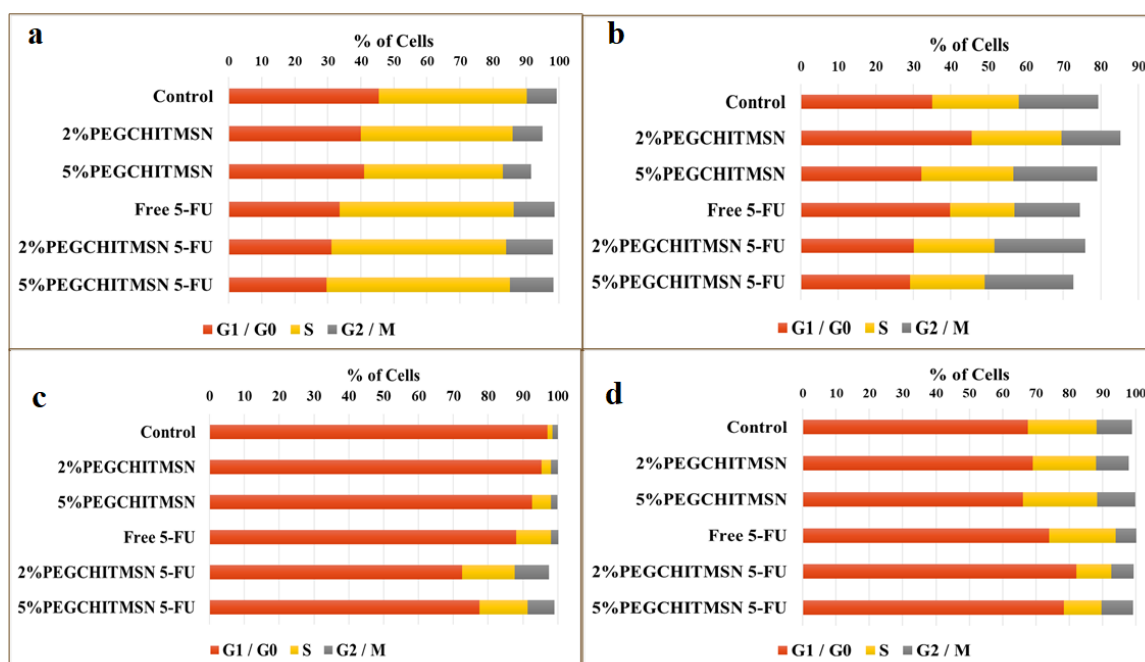 a
% of Cells
0 10 20 30 40 50 60 70 80 90 100
Control
2%PEGCHITMSN
5%PEGCHITMSN
Free 5-FU
2%PEGCHITMSN 5-FU
5%PEGCHITMSN 5-FU
G1 / G0 S G2 / M
b
% of Cells
0 10 20 30 40 50 60 70 80 90
Control
2%PEGCHITMSN
5%PEGCHITMSN
Free 5-FU
2%PEGCHITMSN 5-FU
5%PEGCHITMSN 5-FU
G1 / G0 S G2 / M
c
% of Cells
0 10 20 30 40 50 60 70 80 90 100
Control
2%PEGCHITMSN
5%PEGCHITMSN
Free 5-FU
2%PEGCHITMSN 5-FU
5%PEGCHITMSN 5-FU
G1 / G0 S G2 / M
d
% of Cells
0 10 20 30 40 50 60 70 80 90 100
Control
2%PEGCHITMSN
5%PEGCHITMSN
Free 5-FU
2%PEGCHITMSN 5-FU
5%PEGCHITMSN 5-FU
G1 / G0 S G2 / M